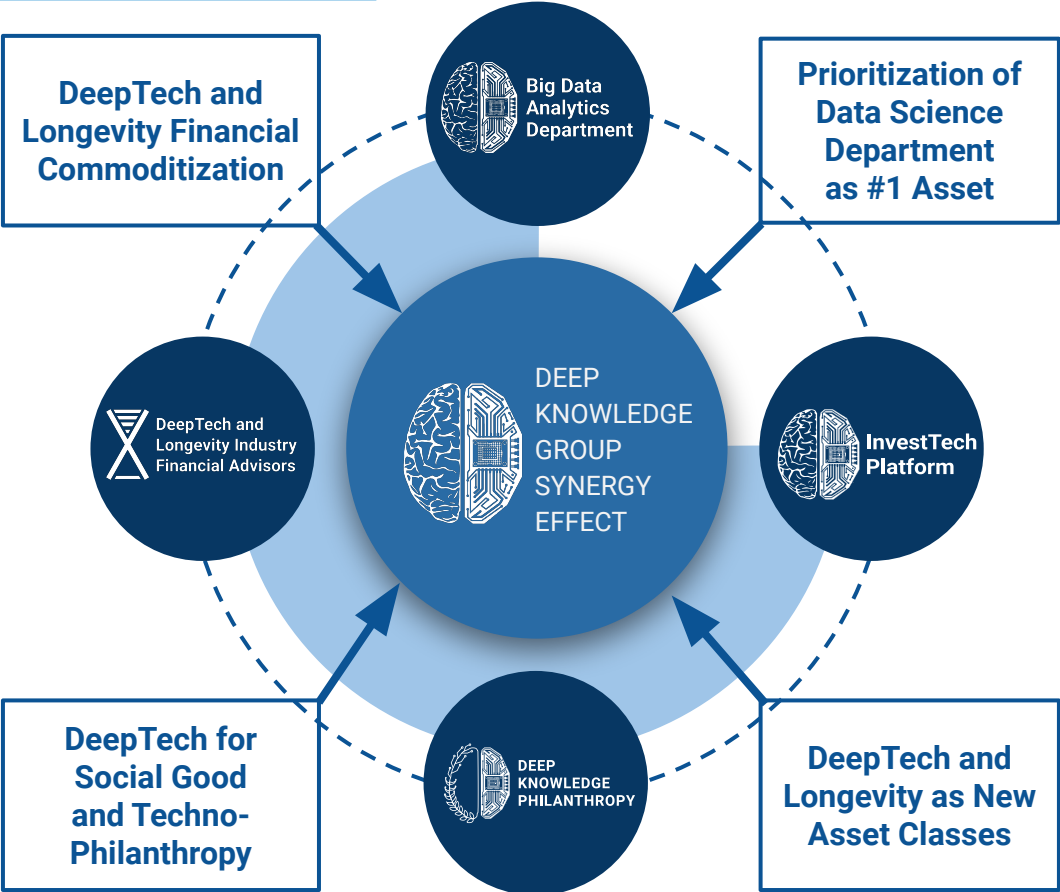 DeepTech and
Longevity Financial
Commoditization
Big Data
Analytics
Department
Prioritization of
Data Science
Department
as #1 Asset
DeepTech and
Longevity Industry
Financial Advisors
DEEP
KNOWLEDGE
GROUP
SYNERGY
EFFECT
InvestTech
Platform
DeepTech for
Social Good
and Techno-
Philanthropy
DEEP
KNOWLEDGE
PHILANTHROPY
DeepTech and
Longevity as New
Asset Classes